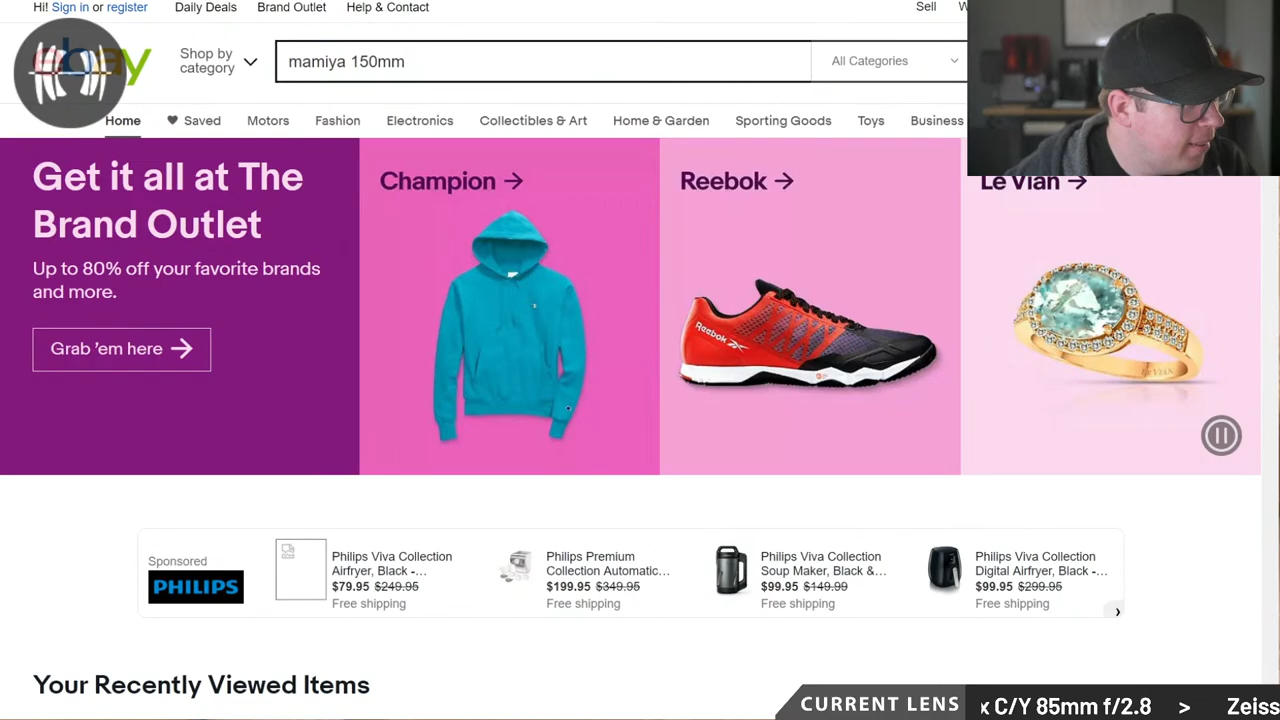 Hi! Sign in or register
Daily Deals
Brand Outlet
Help & Contact
Sell
ebay
Shop by
category
mamiya 150mm
All Categories
Home
Saved
Motors
Fashion
Electronics
Collectibles & Art
Home & Garden
Sporting Goods
Toys
Business
Get it all at The
Brand Outlet
Up to 80% off your favorite brands
and more.
Grab 'em here
Champion
Reebok
Le Vian
Sponsored
PHILIPS
Philips Viva Collection
Airfryer, Black -...
$79.95 $249.95
Free shipping
Philips Premium
Collection Automatic...
$199.95 $349.95
Free shipping
Philips Viva Collection
Soup Maker, Black &...
$99.95 $149.99
Free shipping
Philips Viva Collection
Digital Airfryer, Black -...
$99.95 $299.95
Free shipping
Your Recently Viewed Items
CURRENT LENS
x C/Y 85mm f/2.8 > Zeiss